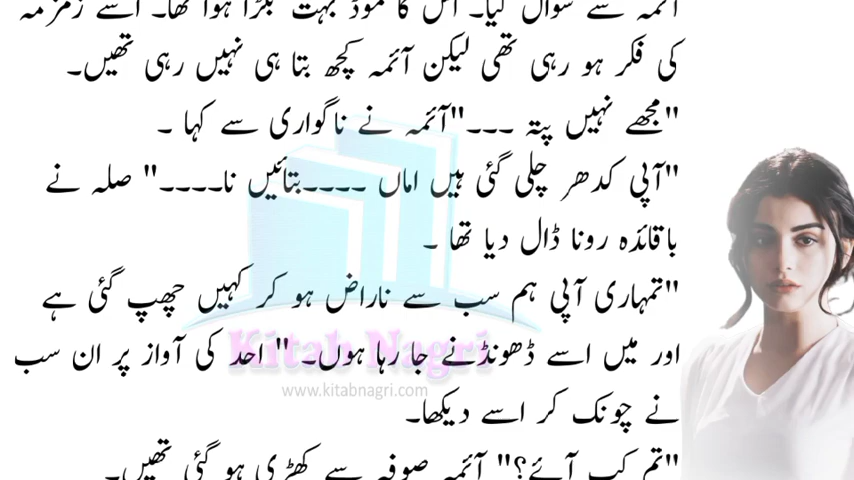 آئمہ سے سوال کیا۔ اس کا موڈ بہت بگڑا ہوا تھا۔ اسے زمزمہ
کی فکر ہو رہی تھی لیکن آئمہ کچھ بتا ہی نہیں رہی تھیں۔
"مجھے نہیں پتہ ۔۔۔"آئمہ نے ناگواری سے کہا ۔
"آپی کدھر چلی گئی ہیں اماں ۔۔۔۔بتائیں نا۔۔۔۔" صلہ نے
باقائدہ رونا ڈال دیا تھا ۔
"تمہاری آپی ہم سب سے ناراض ہو کر کہیں چھپ گئی ہے
اور میں اسے ڈھونڈنے جا رہا ہوں۔ " احد کی آواز پر ان سب
Kitab Nagri
www.kitabnagri.com
نے چونک کر اسے دیکھا۔
"تم کب آئے؟" آئمہ صوفہ سے کھڑی ہو گئی تھیں۔